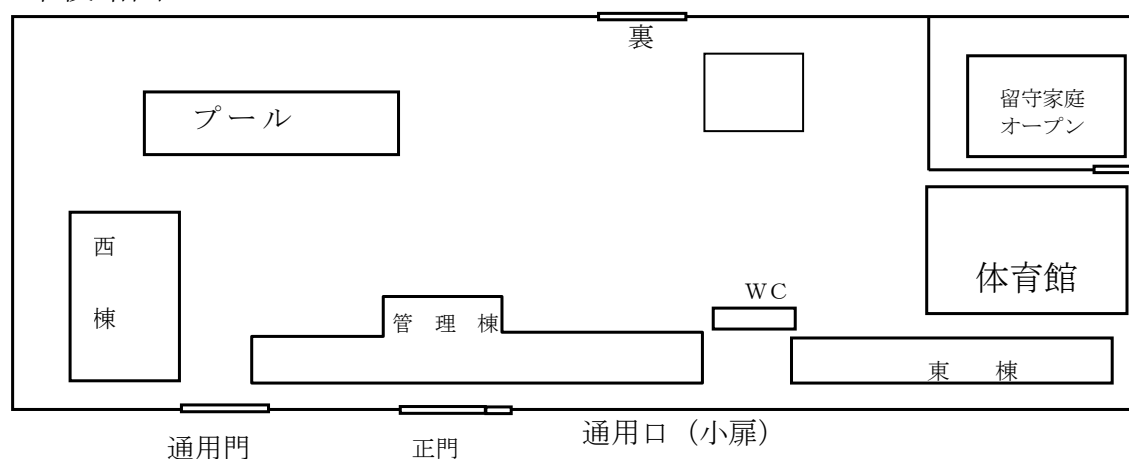 裏
留守家庭
オープン
プール
西
棟
体育館
WC
管 理 棟
東 棟
通用門
正門
通用口（小扉）